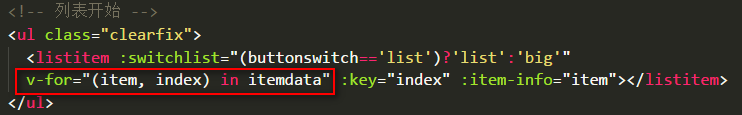 <!-- 列表开始 -->
<ul class="clearfix">
<listitem :switchlist="(buttonswitch=='list')?'list':'big'"
v-for="(item, index) in itemdata" :key="index" :item-info="item"></listitem>
</ul>